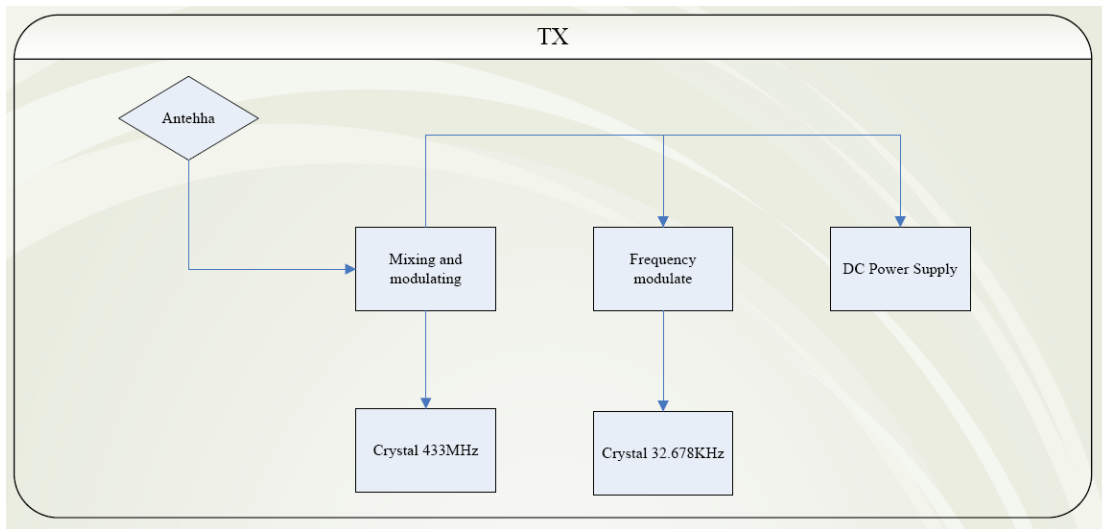 TX
Antehha
Mixing and
modulating
Frequency
modulate
DC Power Supply
Crystal 433MHz
Crystal 32.678KHz